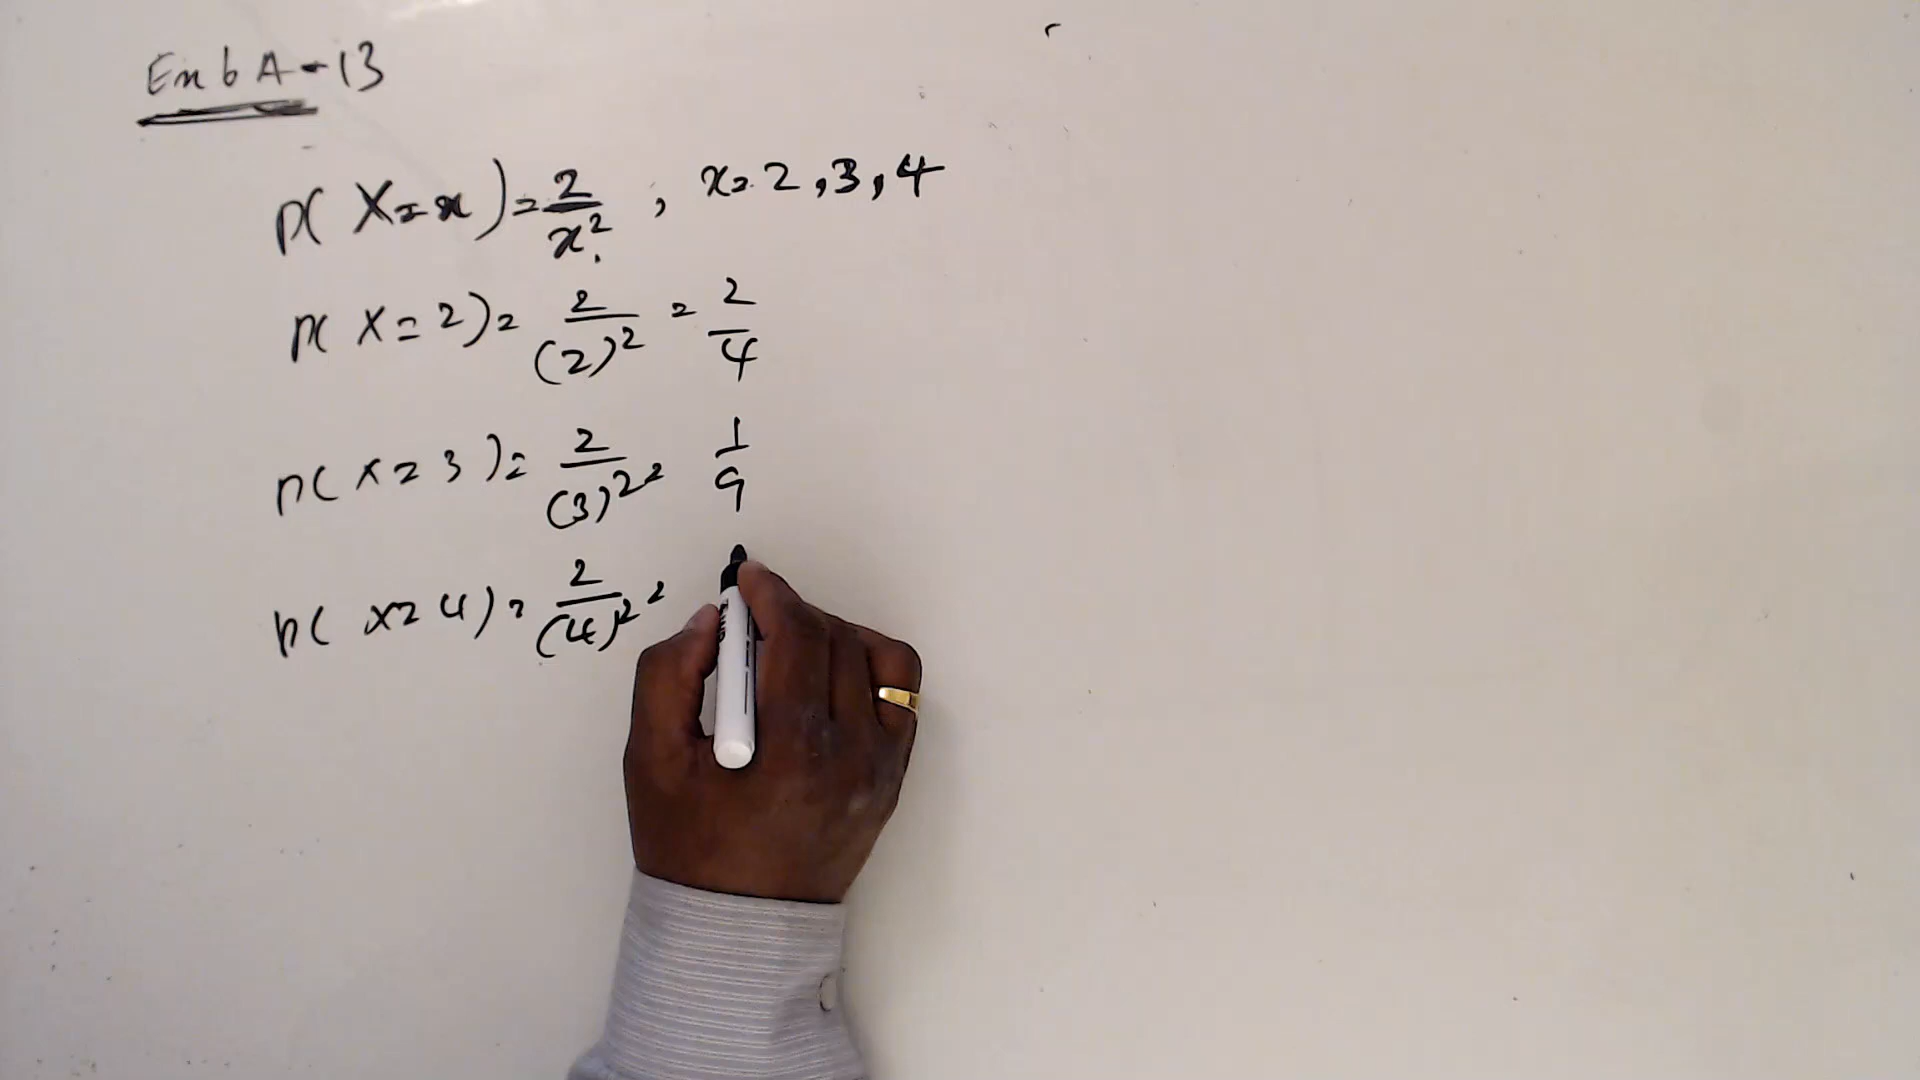 Ex 6A-13
P(X=x) = 2/x², x = 2, 3, 4
P(X=2) = 2/(2)² = 2/4
P(X=3) = 2/(3)² = 1/9
P(X=4) = 2/(4)² =